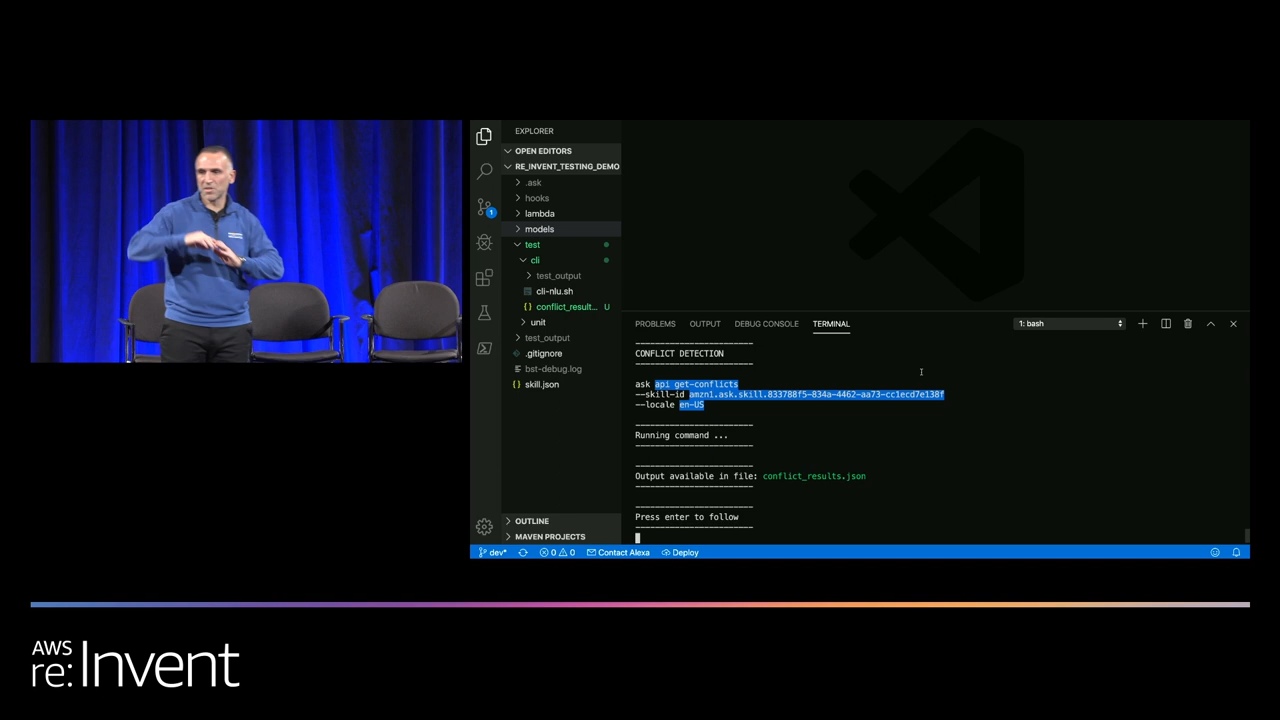 EXPLORER
OPEN EDITORS
RE_INVENT_TESTING_DEMO
.ask
hooks
lambda
models
test
cli
test_output
cli-nlu.sh
{} conflict_result... U
unit
test_output
.gitignore
bst-debug.log
{} skill.json
OUTLINE
MAVEN PROJECTS
1
PROBLEMS OUTPUT DEBUG CONSOLE TERMINAL 1: bash
------------------------
CONFLICT DETECTION
------------------------
ask api get-conflicts
--skill-id amzn1.ask.skill.833788f5-834a-4462-aa73-cc1ecd7e138f
--locale en-US
------------------------
Running command ...
------------------------
------------------------
Output available in file: conflict_results.json
------------------------
------------------------
Press enter to follow
------------------------
dev* 0 0 Contact Alexa Deploy
AWS
re:Invent